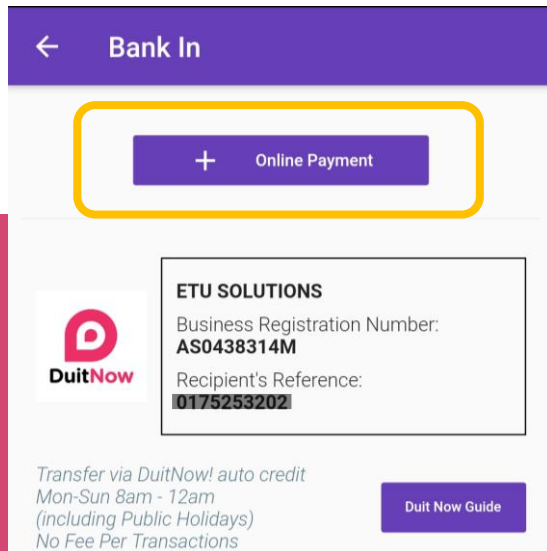 Bank In
+ Online Payment
ETU SOLUTIONS
Business Registration Number:
AS0438314M
Recipient's Reference:
0175253202
DuitNow
Transfer via DuitNow! auto credit
Mon-Sun 8am - 12am
(including Public Holidays)
No Fee Per Transactions
Duit Now Guide